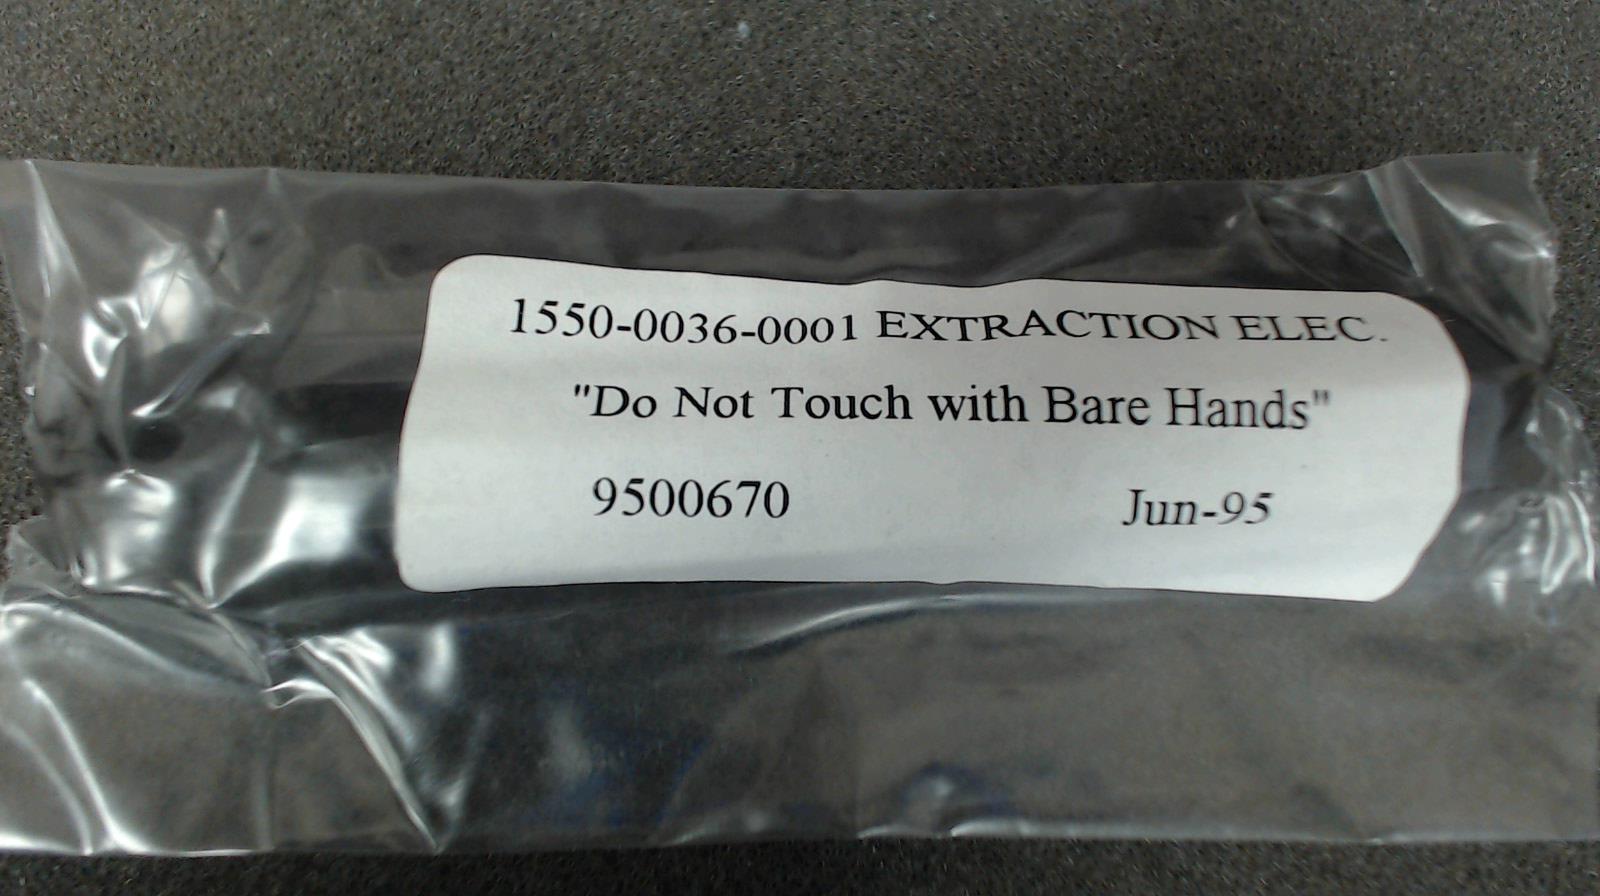 1550-0036-0001 EXTRACTION ELEC.
"Do Not Touch with Bare Hands"
9500670 Jun-95